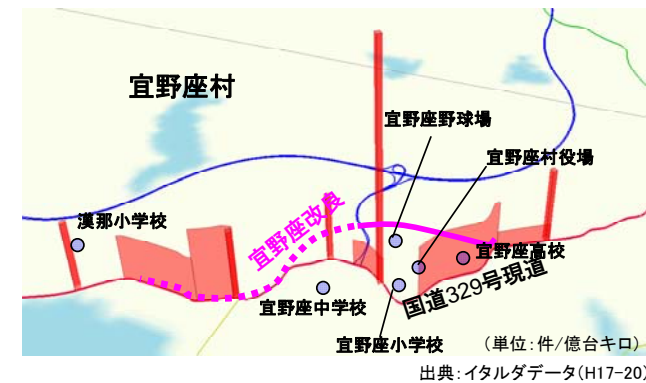 宜野座村
宜野座野球場
宜野座村役場
漢那小学校
宜野座改良
宜野座高校
国道329号現道
宜野座中学校
宜野座小学校
（単位：件/億台キロ）
出典：イタルダデータ(H17-20)